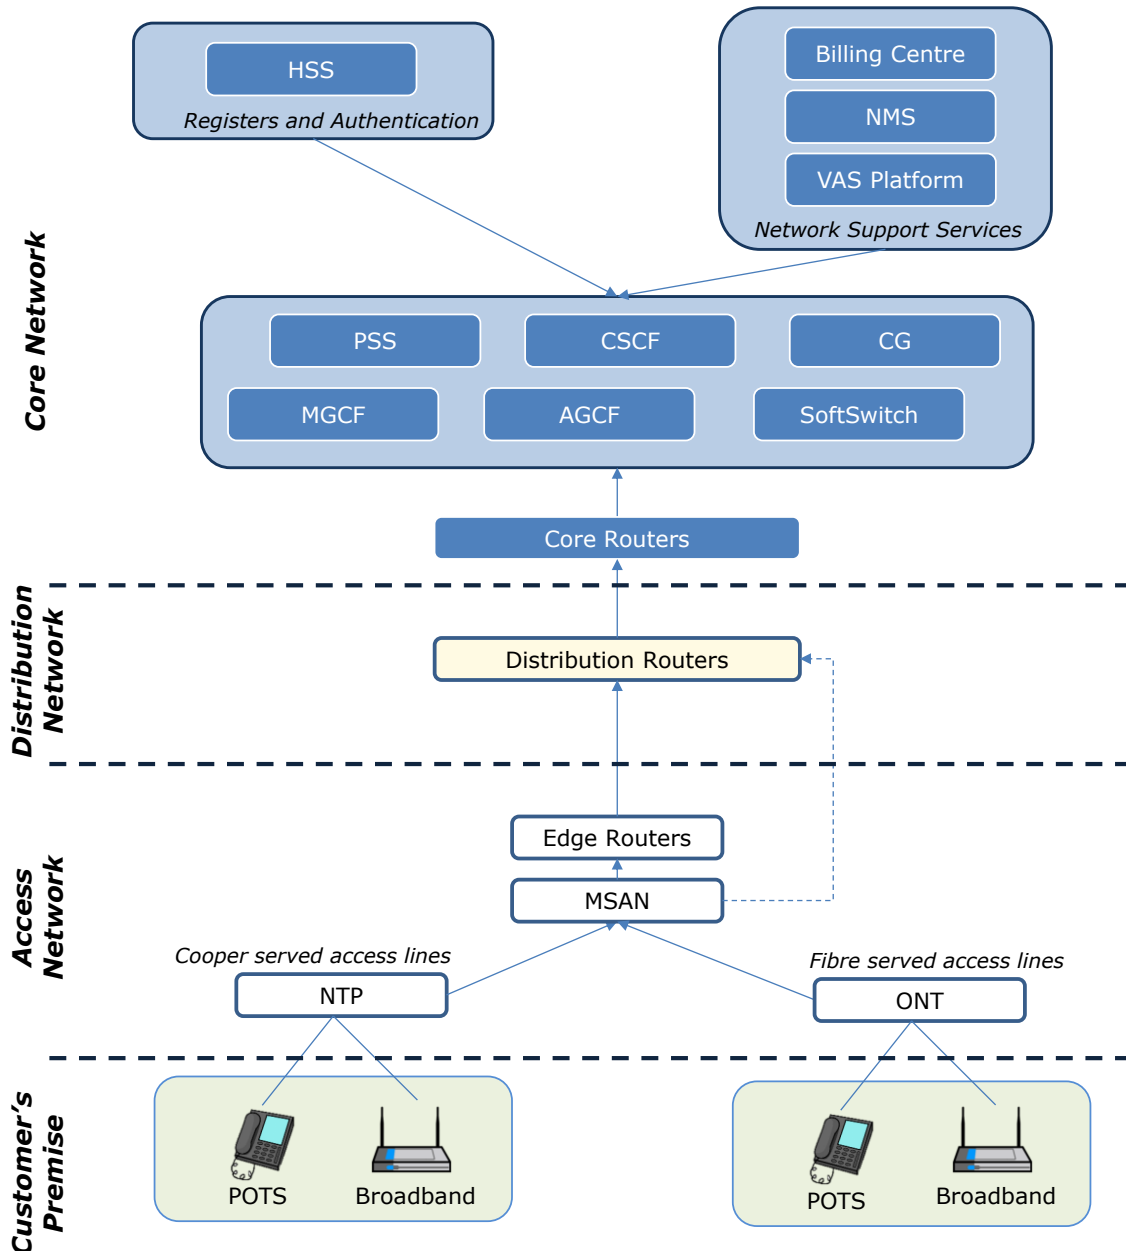 HSS
Registers and Authentication
Billing Centre
NMS
VAS Platform
Network Support Services
Core Network
PSS
CSCF
CG
MGCF
AGCF
SoftSwitch
Core Routers
Distribution
Network
Distribution Routers
Access
Network
Edge Routers
MSAN
Cooper served access lines
NTP
Fibre served access lines
ONT
Customer's
Premise
POTS
Broadband
POTS
Broadband